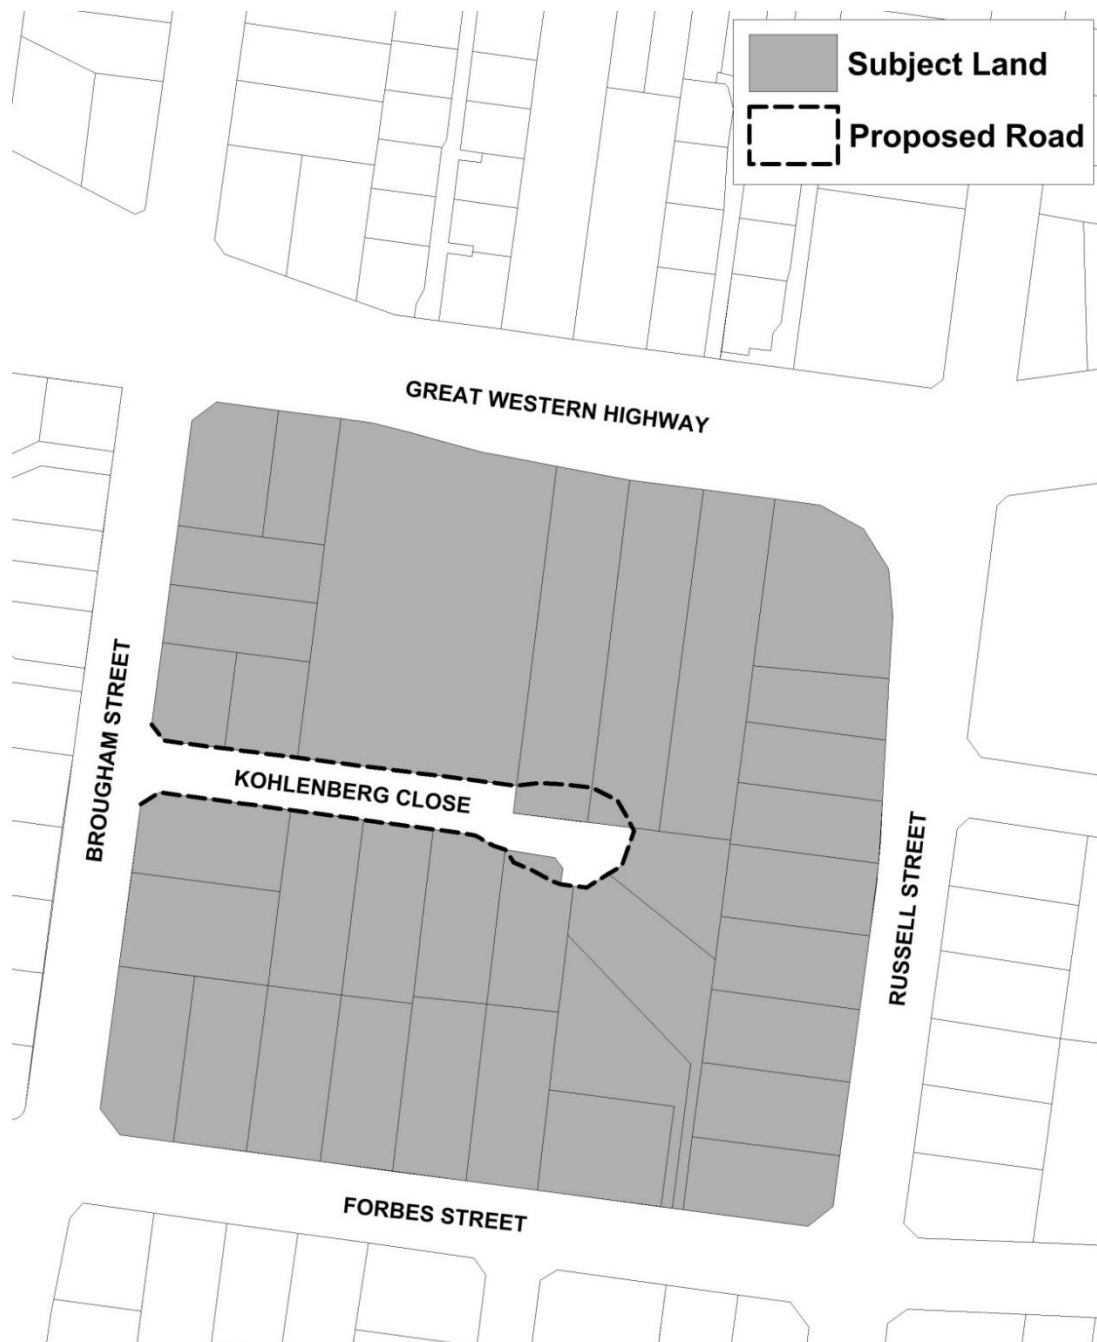 Subject Land
Proposed Road
GREAT WESTERN HIGHWAY
BROUGHAM STREET
KOHLENBERG CLOSE
RUSSELL STREET
FORBES STREET